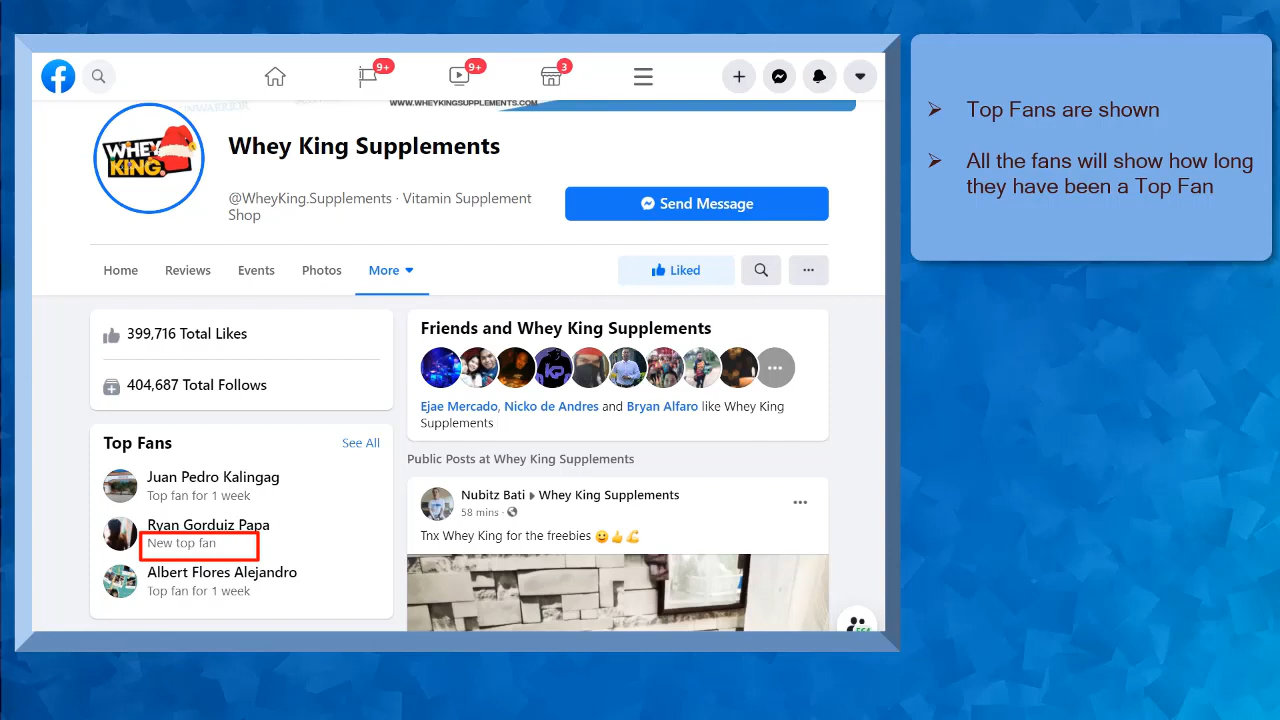 9+
9+
3
WWW.WHEYKINGSUPPLEMENTS.COM
WHEY
KING.
Whey King Supplements
@WheyKing.Supplements · Vitamin Supplement
Shop
Send Message
Home
Reviews
Events
Photos
More
Liked
399,716 Total Likes
404,687 Total Follows
Top Fans
See All
Juan Pedro Kalingag
Top fan for 1 week
Ryan Gorduiz Papa
New top fan
Albert Flores Alejandro
Top fan for 1 week
Friends and Whey King Supplements
Ejae Mercado, Nicko de Andres and Bryan Alfaro like Whey King
Supplements
Public Posts at Whey King Supplements
Nubitz Bati ▸ Whey King Supplements
58 mins ·
Tnx Whey King for the freebies 😀👍💪
➢ Top Fans are shown
➢ All the fans will show how long
they have been a Top Fan